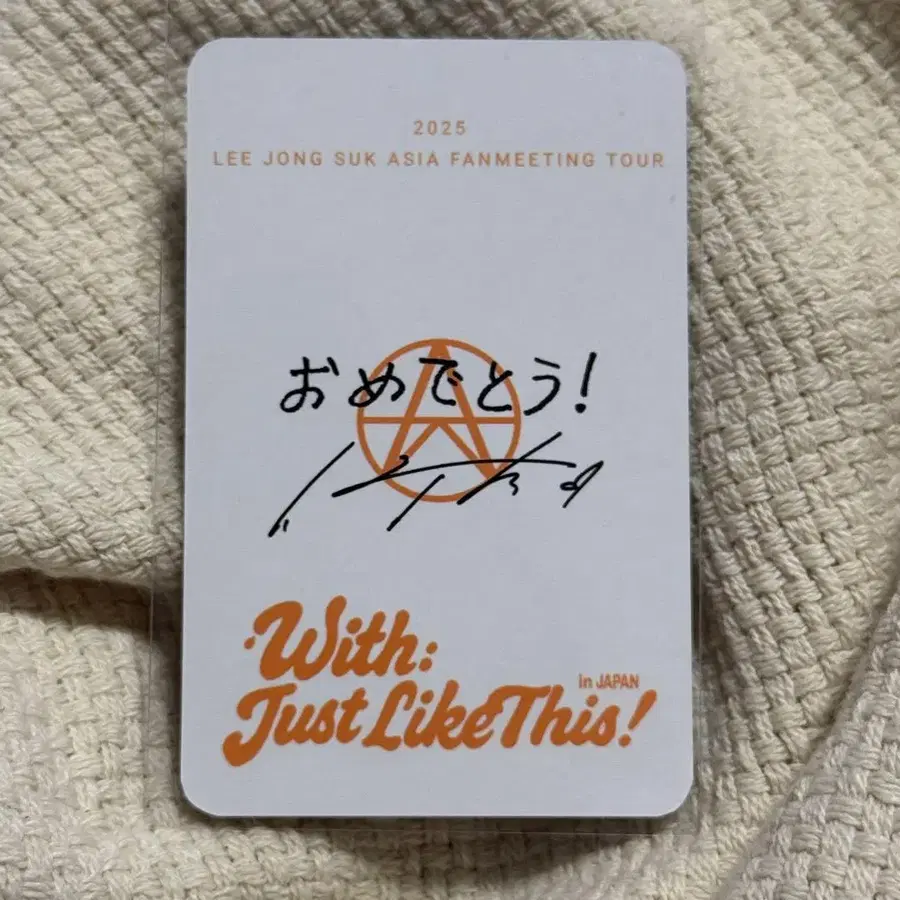 2025
LEE JONG SUK ASIA FANMEETING TOUR
おめでとう!
With:
in JAPAN
Just Like This!